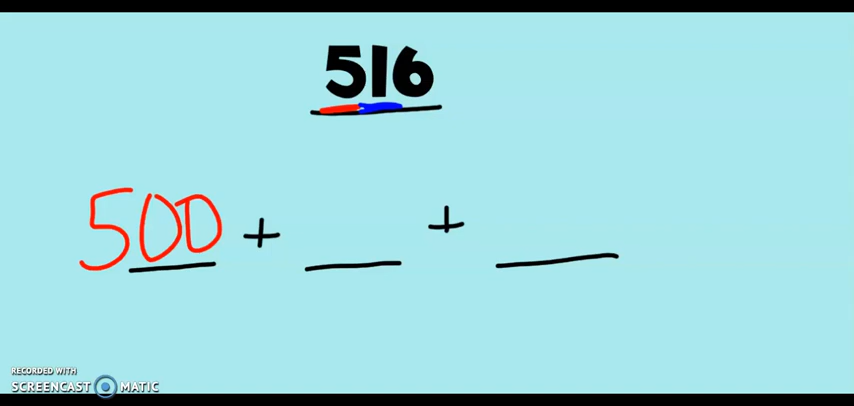 516
500 + ___ + ___
RECORDED WITH
SCREENCAST MATIC